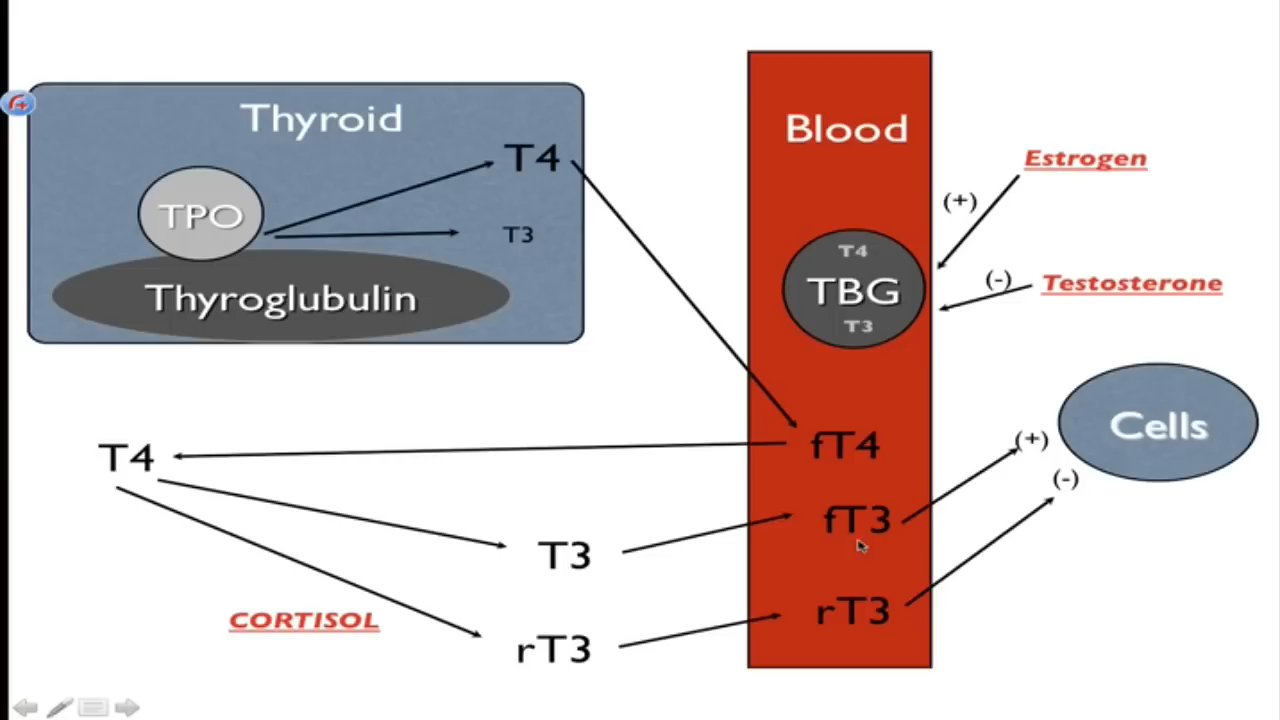 Thyroid
T4
TPO
T3
Thyroglubulin
Blood
T4
TBG
T3
Estrogen
(+)
(-)
Testosterone
Cells
(+)
(-)
fT4
fT3
rT3
T4
T3
CORTISOL
rT3